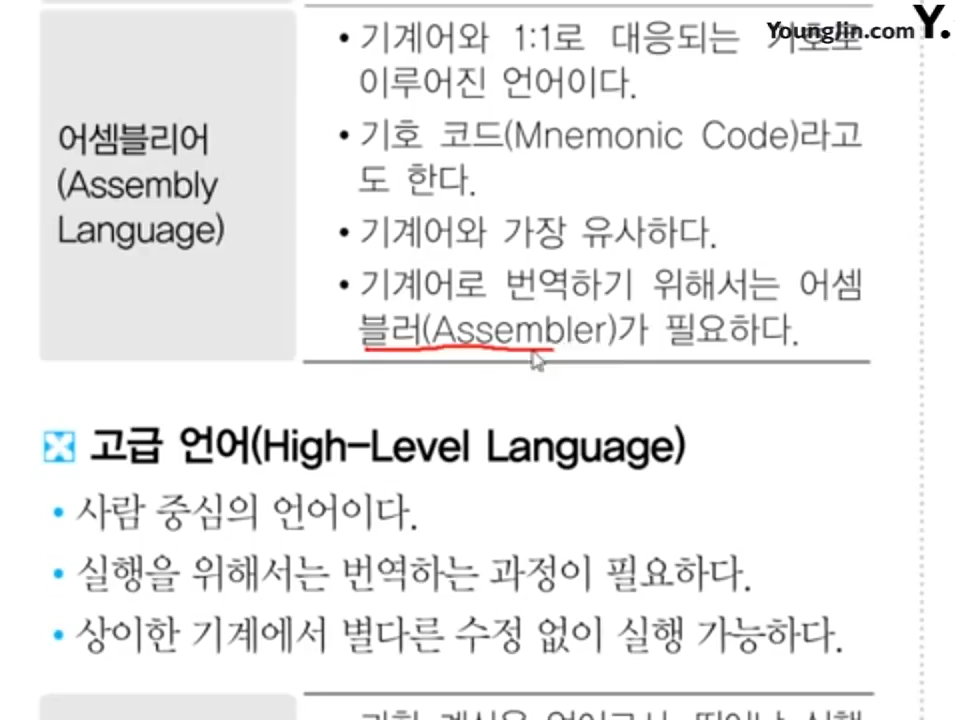 Younglin.com Y.
• 기계어와 1:1로 대응되는 기호로
이루어진 언어이다.
• 기호 코드(Mnemonic Code)라고
도 한다.
• 기계어와 가장 유사하다.
• 기계어로 번역하기 위해서는 어셈
블러(Assembler)가 필요하다.
어셈블리어
(Assembly
Language)
고급 언어(High-Level Language)
• 사람 중심의 언어이다.
• 실행을 위해서는 번역하는 과정이 필요하다.
• 상이한 기계에서 별다른 수정 없이 실행 가능하다.